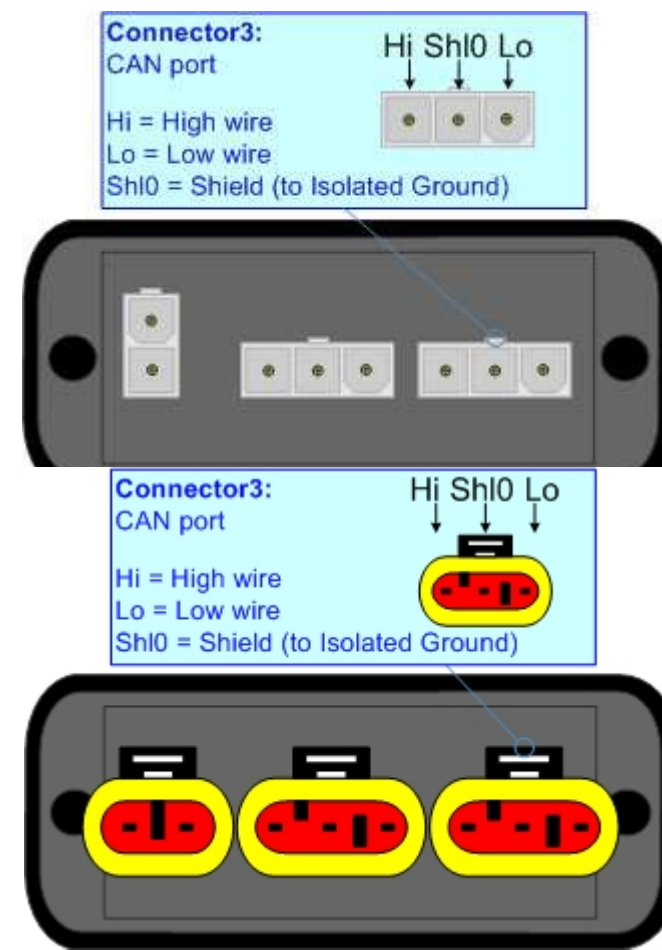 Connector3:
CAN port
Hi Shl0 Lo
Hi = High wire
Lo = Low wire
Shl0 = Shield (to Isolated Ground)
Connector3:
CAN port
Hi Shl0 Lo
Hi = High wire
Lo = Low wire
Shl0 = Shield (to Isolated Ground)